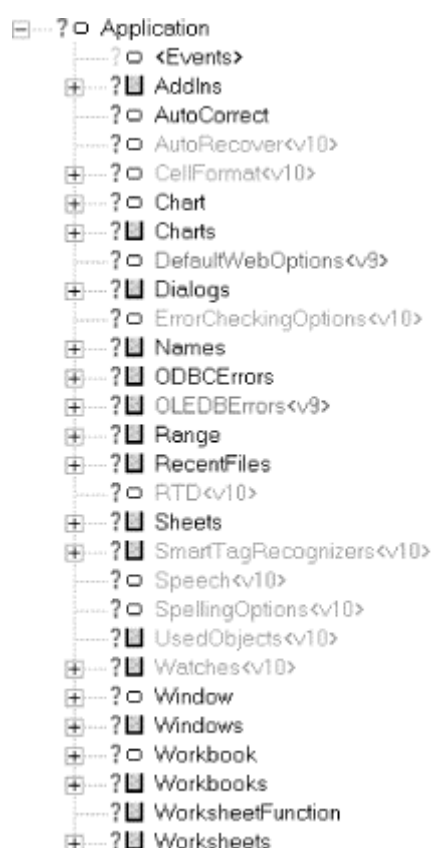 ? Application
? <Events>
? AddIns
? AutoCorrect
? AutoRecover<v10>
? CellFormat<v10>
? Chart
? Charts
? DefaultWebOptions<v9>
? Dialogs
? ErrorCheckingOptions<v10>
? Names
? ODBCErrors
? OLEDBErrors<v9>
? Range
? RecentFiles
? RTD<v10>
? Sheets
? SmartTagRecognizers<v10>
? Speech<v10>
? SpellingOptions<v10>
? UsedObjects<v10>
? Watches<v10>
? Window
? Windows
? Workbook
? Workbooks
? WorksheetFunction
? Worksheets